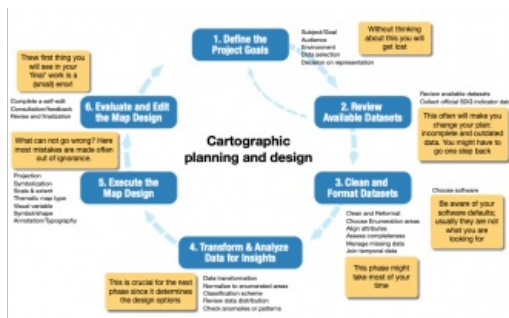 1. Define the
Project Goals
Subject/Goal
Audience
Environment
Data selection
Decision on representation
Without thinking
about this you will
get lost
2. Review
Available Datasets
Review available datasets
Collect official SDG indicator dat
This often will make you
change your plan:
incomplete and outdated
data. You might have to
go one step back
3. Clean and
Format Datasets
Clean and Reformat
Choose Enumeration areas
Align attributes
Assess completeness
Manage missing data
Join temporal data
Choose software
Be aware of your
software defaults;
usually they are not
what you are
looking for
This phase might
take most of your
time
4. Transform & Analyze
Data for Insights
Data transformation
Normalise to enumerated areas
Classification scheme
Review data distribution
Check anomalies or patterns
This is crucial for the next
phase since it determines
the design options
5. Execute the
Map Design
Projection
Symbolization
Scale & extent
Thematic map type
Visual variable
Symbol/shape
Annotation/Typography
What can not go wrong? Here
most mistakes are made often
out of ignorance.
6. Evaluate and Edit
the Map Design
Complete a self-edit
Consultation/feedback
Revise and finalization
Thew first thing you
will see in your
'final' work is a
(small) error!
Cartographic
planning and design